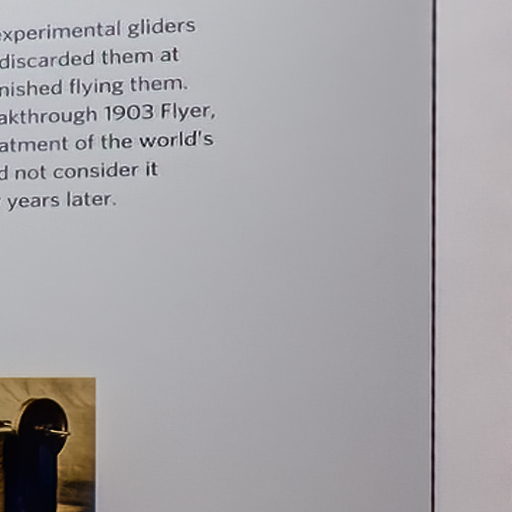 experimental gliders
discarded them at
nished flying them.
akthrough 1903 Flyer,
atment of the world's
d not consider it
years later.